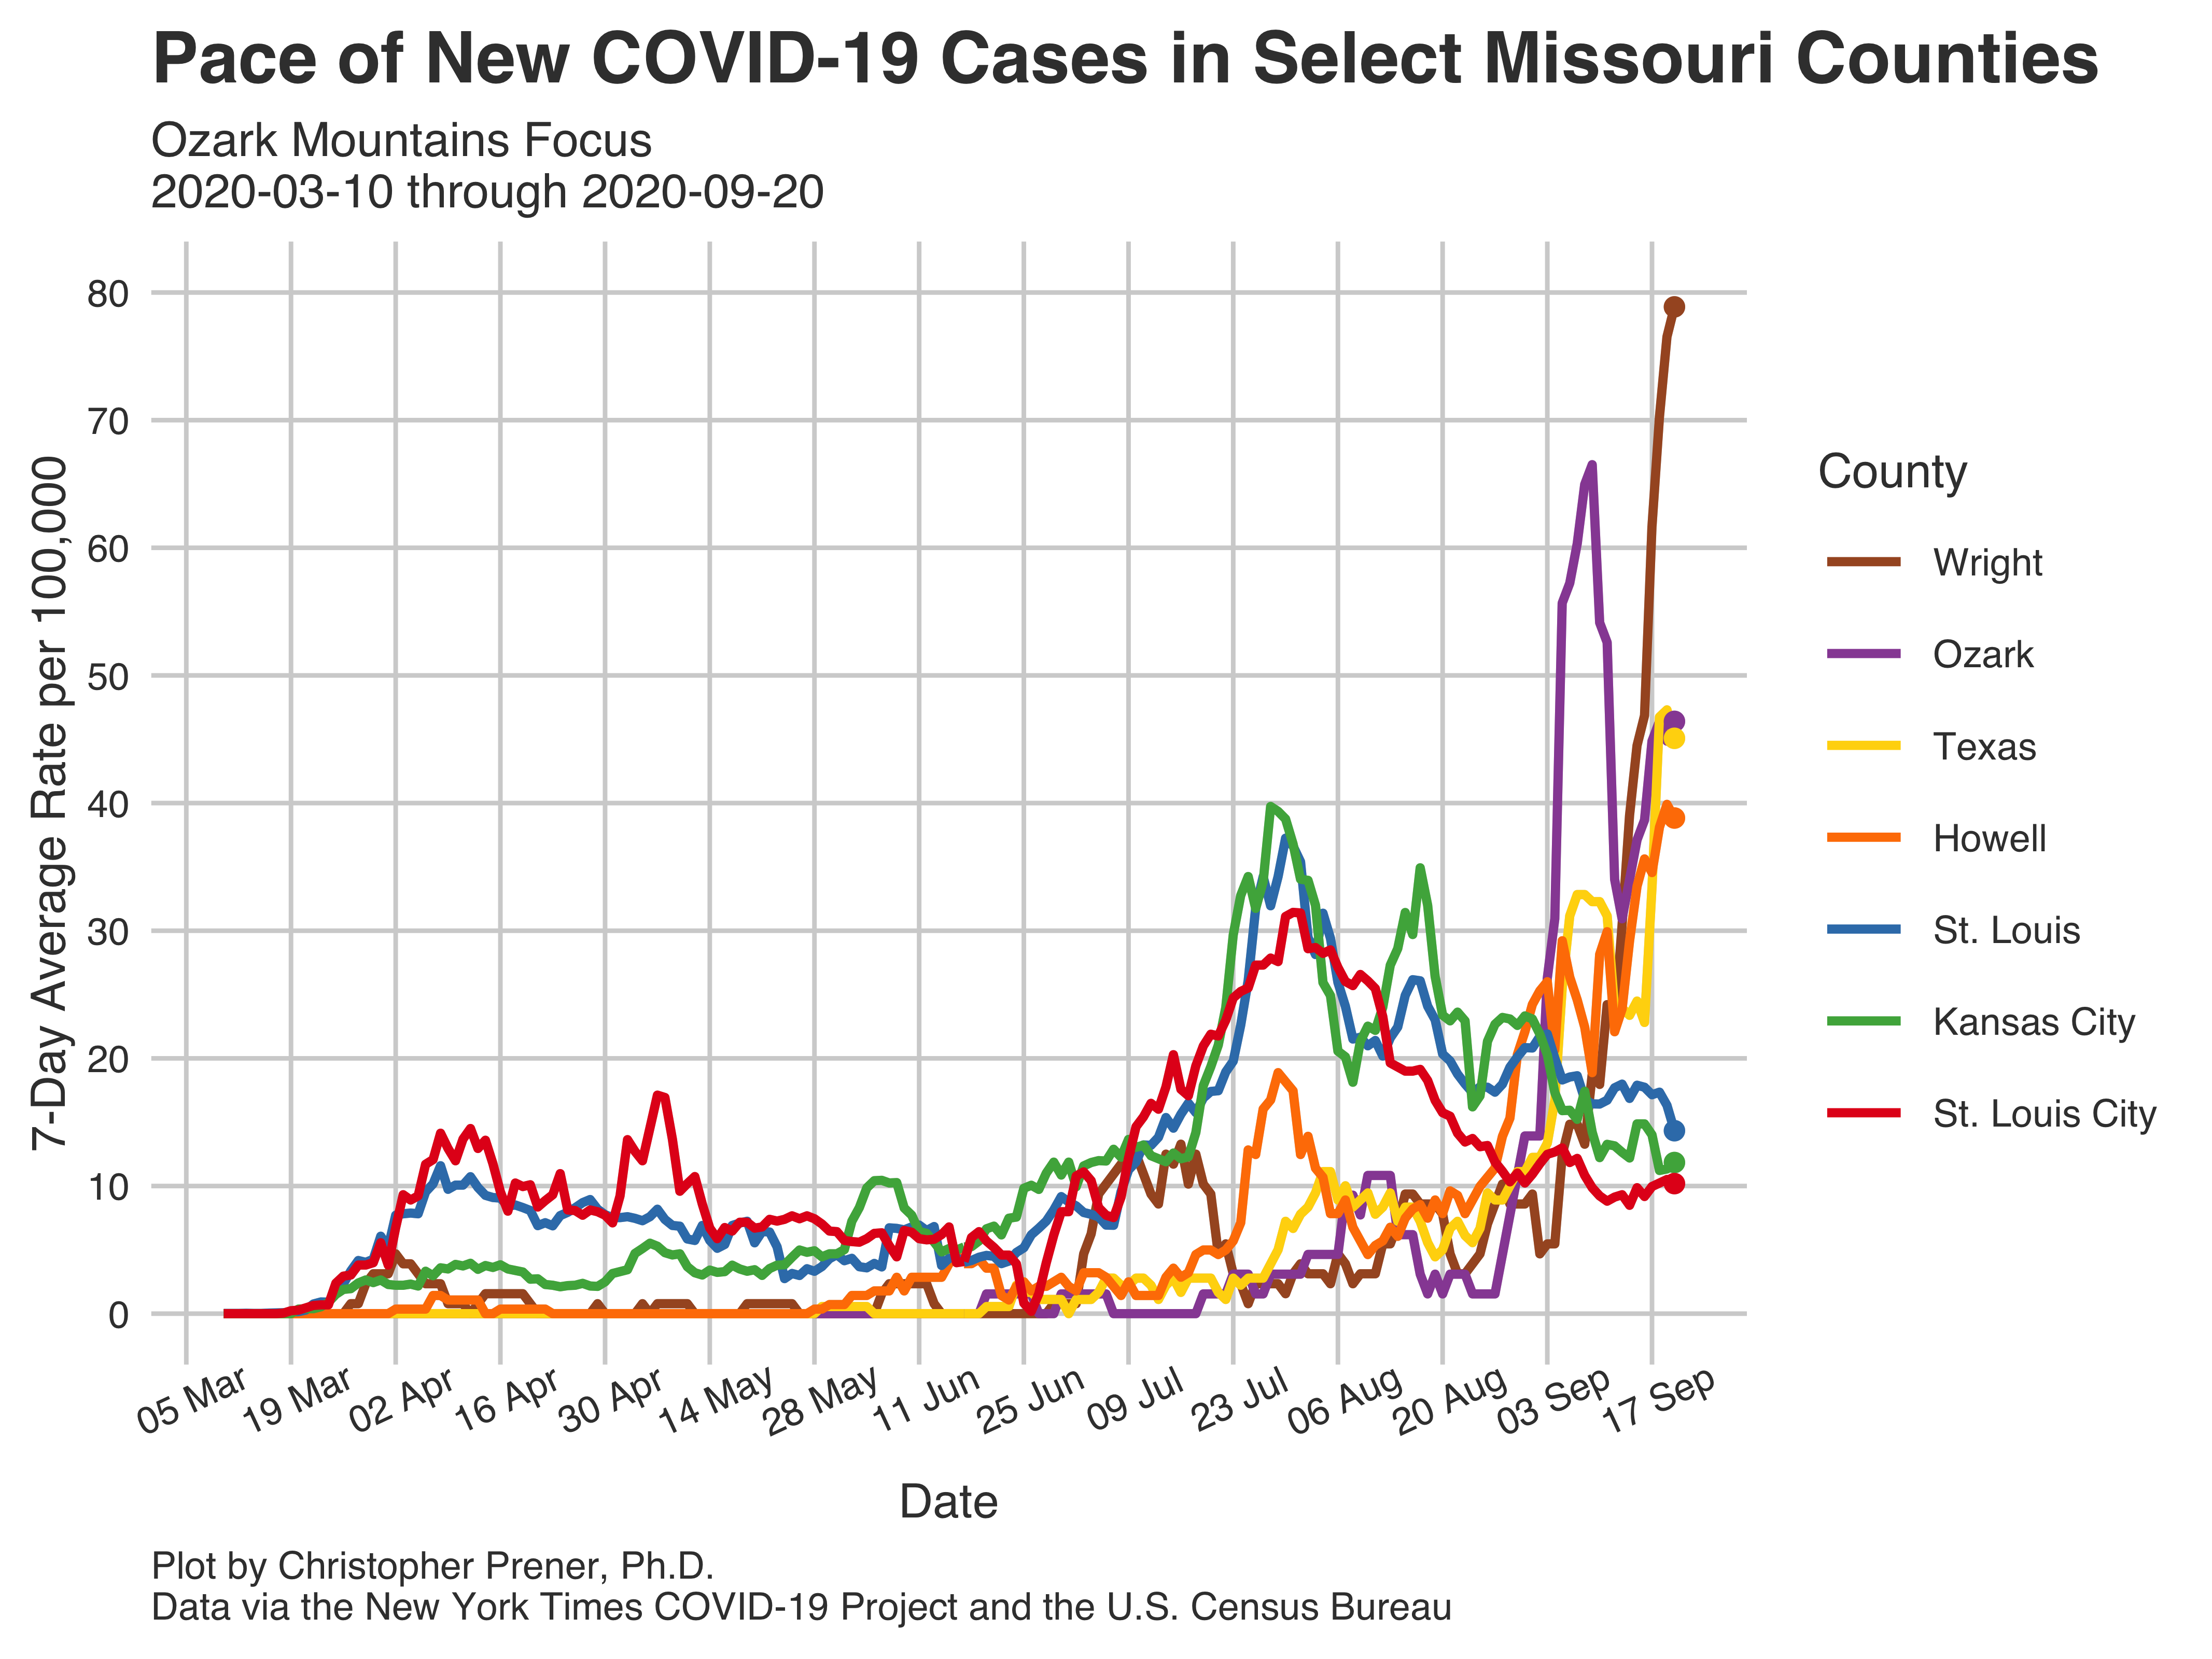 Pace of New COVID-19 Cases in Select Missouri Counties
Ozark Mountains Focus
2020-03-10 through 2020-09-20
7-Day Average Rate per 100,000
80
70
60
50
40
30
20
10
0
05 Mar
19 Mar
02 Apr
16 Apr
30 Apr
14 May
28 May
11 Jun
25 Jun
09 Jul
23 Jul
06 Aug
20 Aug
03 Sep
17 Sep
Date
County
Wright
Ozark
Texas
Howell
St. Louis
Kansas City
St. Louis City
Plot by Christopher Prener, Ph.D.
Data via the New York Times COVID-19 Project and the U.S. Census Bureau